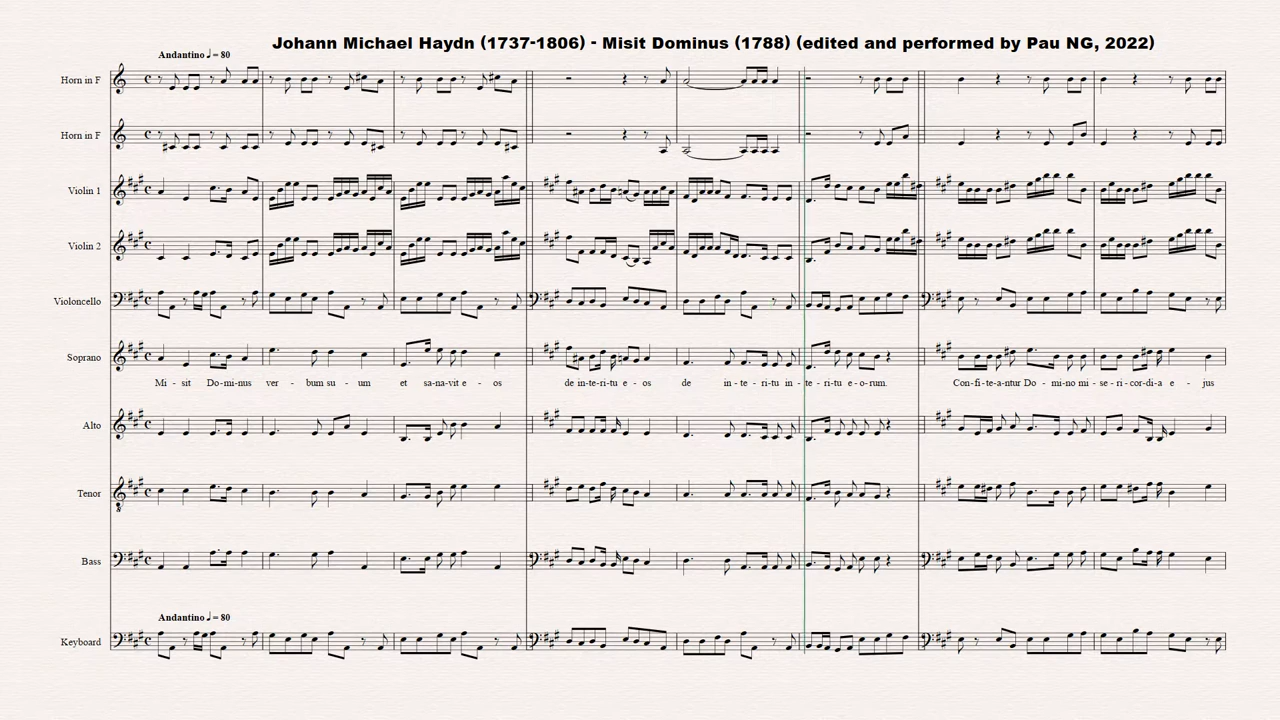 Johann Michael Haydn (1737-1806) - Misit Dominus (1788) (edited and performed by Pau NG, 2022)
Andantino ♩ = 80
Horn in F
Horn in F
Violin 1
Violin 2
Violoncello
Soprano
Mi - sit Do-mi-nus ver - bum su - um et sa-na-vit e - os de in-te-ri-tu e - os de in - te - ri-tu in - te - ri-tu e-o-rum. Con-fi-te-an-tur Do - mi-no mi - se-ri-cor-di-a e - jus
Alto
Tenor
Bass
Andantino ♩ = 80
Keyboard